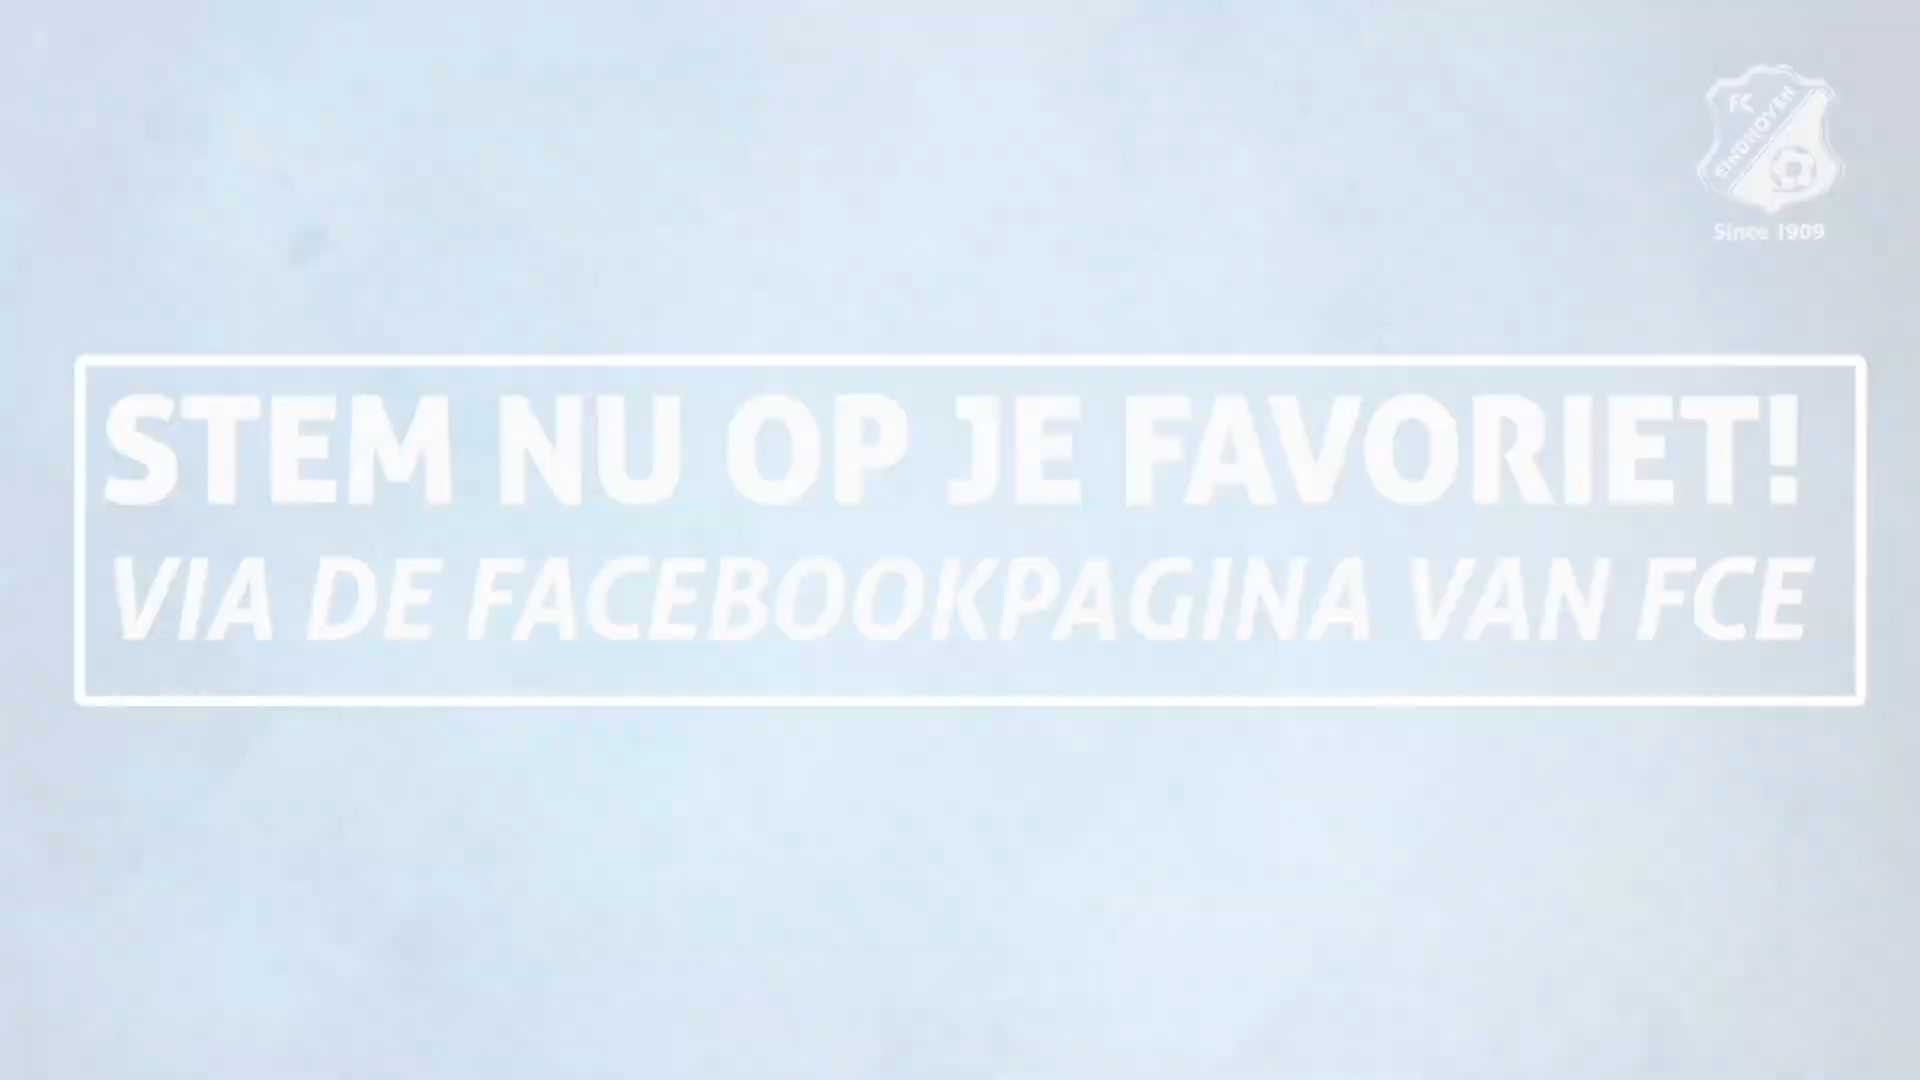 FC
EINDHOVEN
Since 1909
STEM NU OP JE FAVORIET!
VIA DE FACEBOOKPAGINA VAN FCE